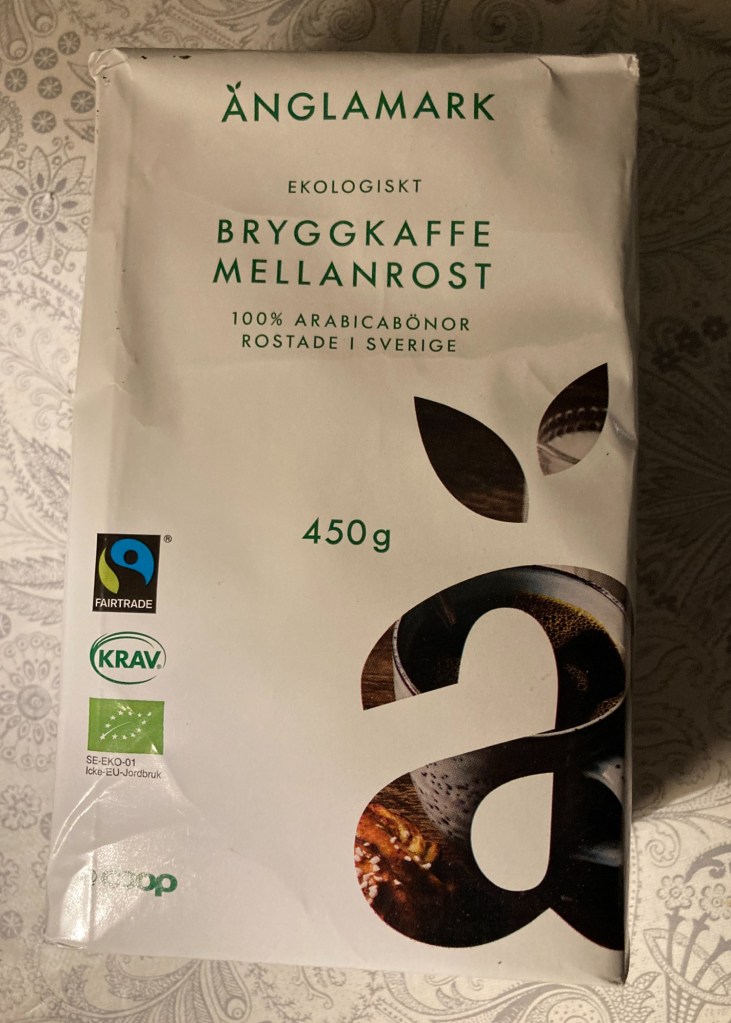 ÄNGLAMARK
EKOLOGISKT
BRYGGKAFFE
MELLANROST
100% ARABICABÖNOR
ROSTADE I SVERIGE
450g
®
FAIRTRADE
KRAV®
SE-EKO-01
Icke-EU-Jordbruk
coop
ä